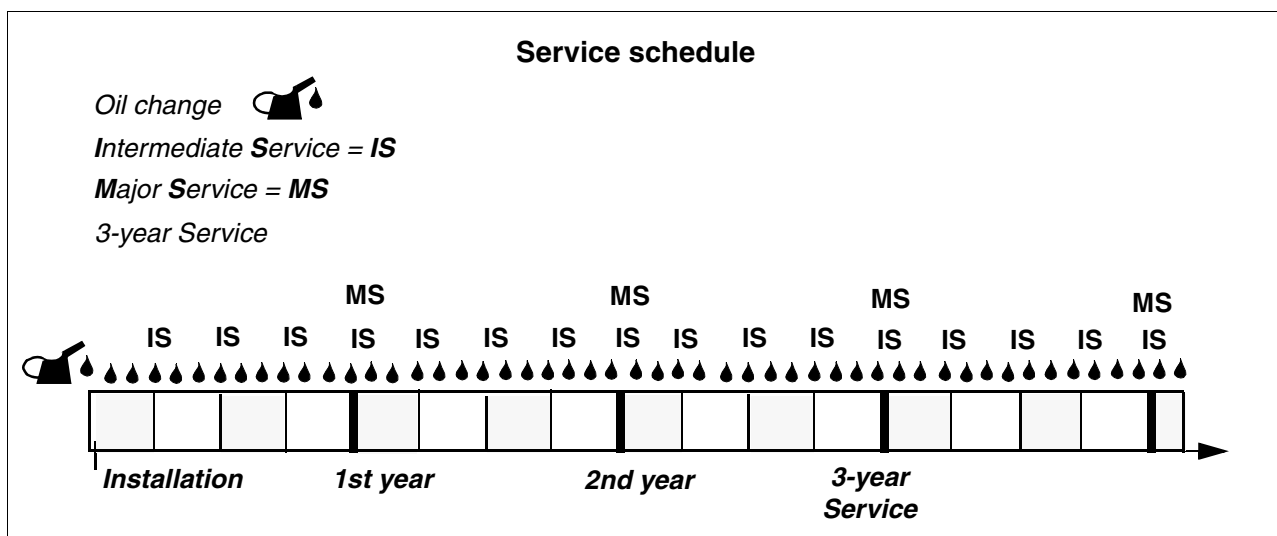 Service schedule
Oil change
Intermediate Service = IS
Major Service = MS
3-year Service
MS MS MS MS
IS IS IS IS IS IS IS IS IS IS IS IS IS IS IS IS
Installation 1st year 2nd year 3-year
Service